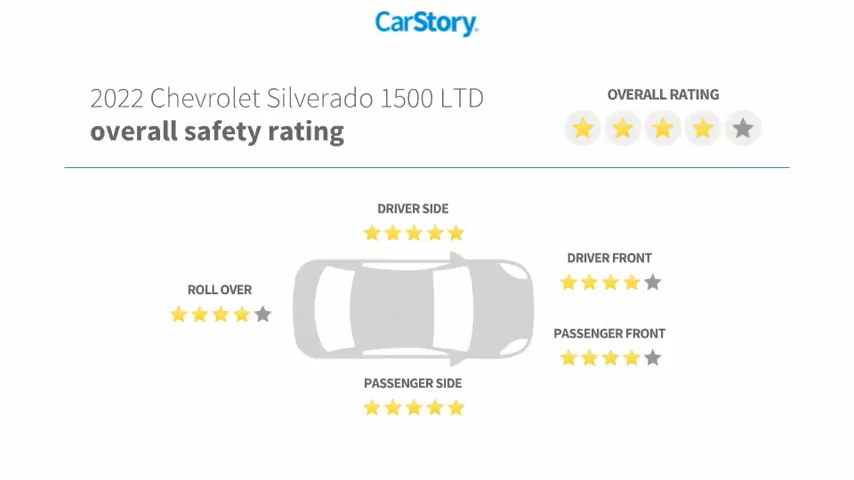 CarStory
2022 Chevrolet Silverado 1500 LTD
overall safety rating
OVERALL RATING
DRIVER SIDE
DRIVER FRONT
ROLL OVER
PASSENGER FRONT
PASSENGER SIDE